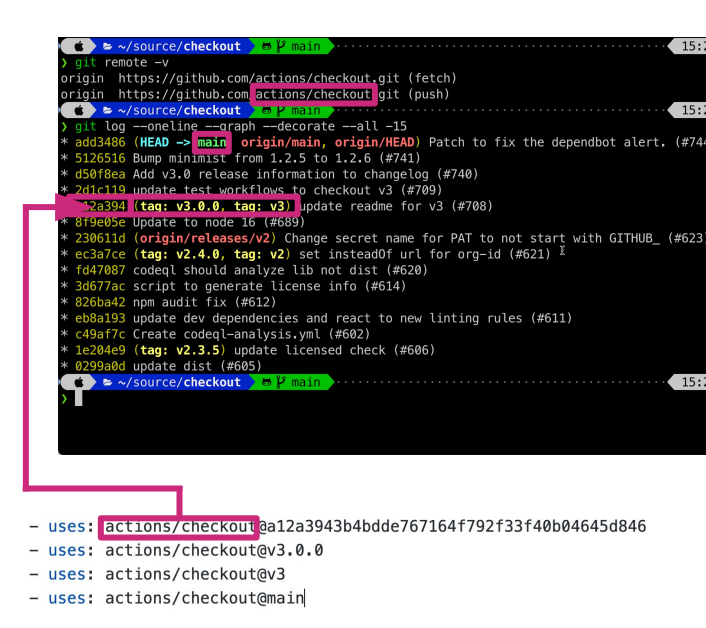 ~/source/checkout main 15:2
❯ git remote -v
origin https://github.com/actions/checkout.git (fetch)
origin https://github.com/actions/checkout.git (push)
~/source/checkout main 15:2
❯ git log --oneline --graph --decorate --all -15
* add3486 (HEAD -> main, origin/main, origin/HEAD) Patch to fix the dependbot alert. (#744
* 5126516 Bump minimist from 1.2.5 to 1.2.6 (#741)
* d50f8ea Add v3.0 release information to changelog (#740)
* 2d1c119 update test workflows to checkout v3 (#709)
* a12a394 (tag: v3.0.0, tag: v3) update readme for v3 (#708)
* 8f9e05e Update to node 16 (#689)
* 230611d (origin/releases/v2) Change secret name for PAT to not start with GITHUB_ (#623)
* ec3a7ce (tag: v2.4.0, tag: v2) set insteadOf url for org-id (#621)
* fd47087 codeql should analyze lib not dist (#620)
* 3d677ac script to generate license info (#614)
* 826ba42 npm audit fix (#612)
* eb8a193 update dev dependencies and react to new linting rules (#611)
* c49af7c Create codeql-analysis.yml (#602)
* 1e204e9 (tag: v2.3.5) update licensed check (#606)
* 0299a0d update dist (#605)
~/source/checkout main 15:2
❯
- uses: actions/checkout@a12a3943b4bdde767164f792f33f40b04645d846
- uses: actions/checkout@v3.0.0
- uses: actions/checkout@v3
- uses: actions/checkout@main